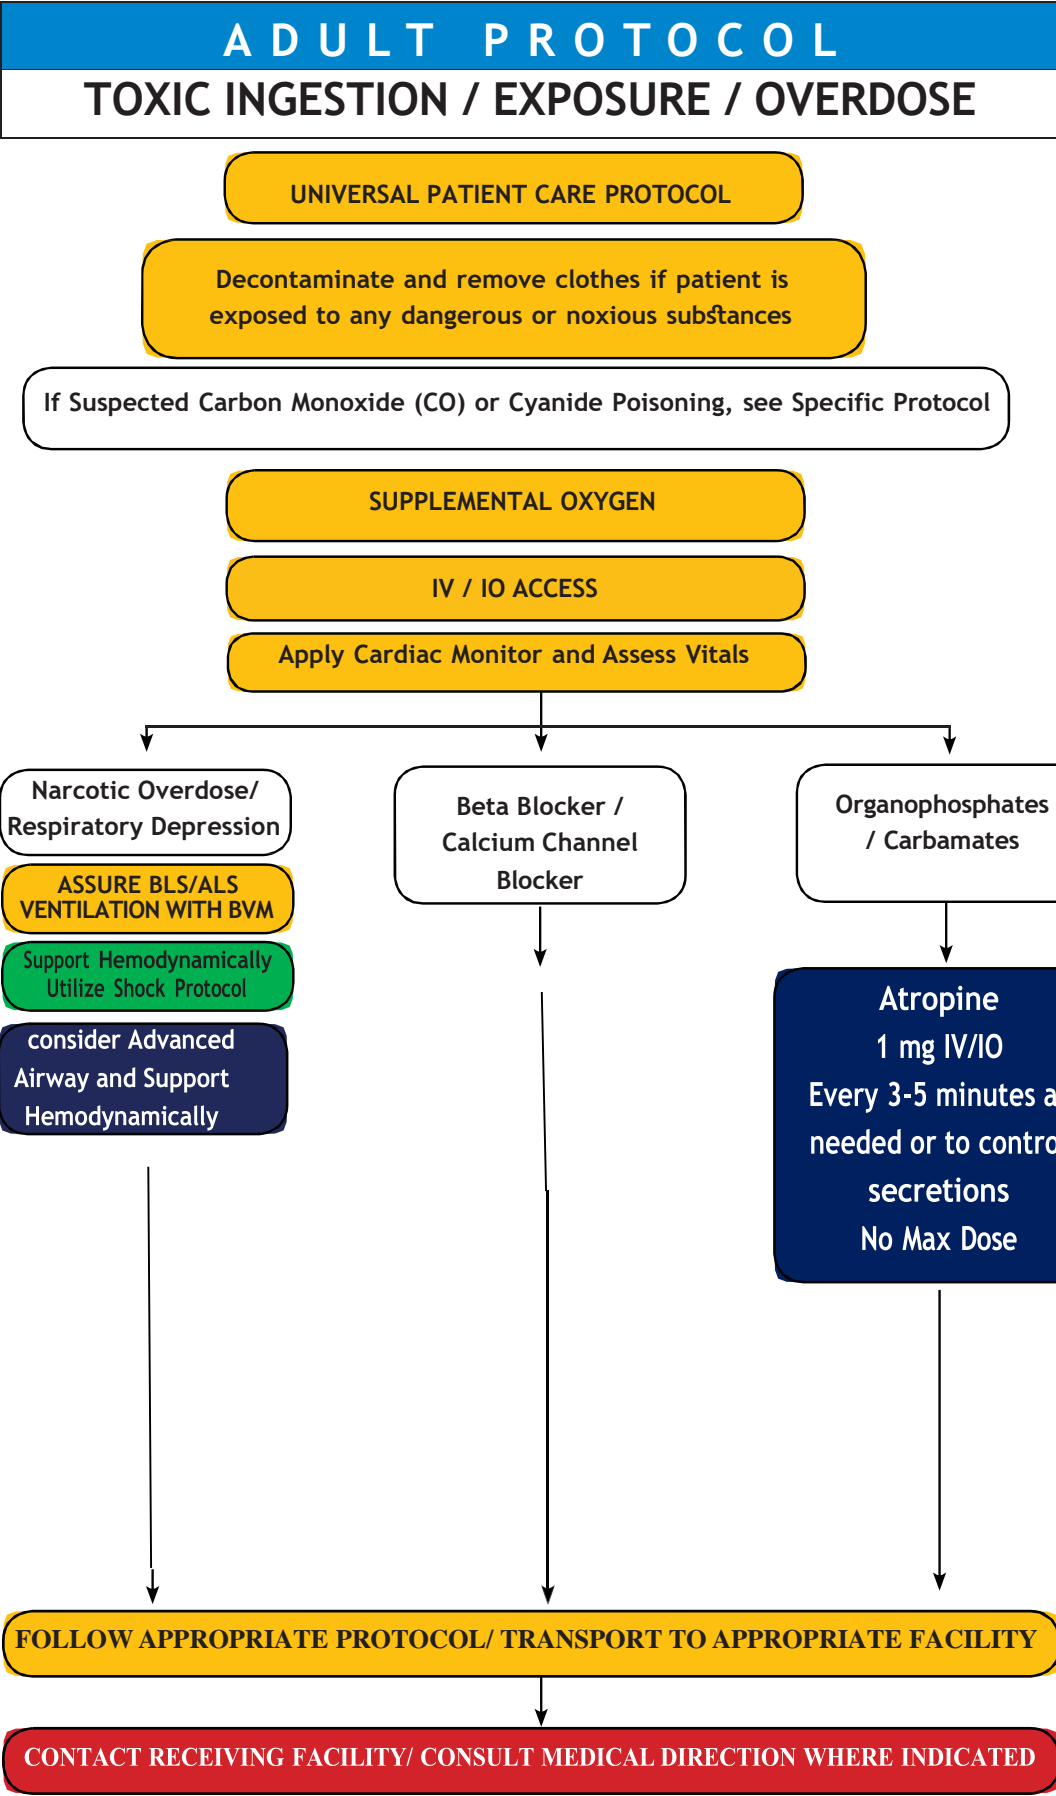 ADULT PROTOCOL
TOXIC INGESTION / EXPOSURE / OVERDOSE
UNIVERSAL PATIENT CARE PROTOCOL
Decontaminate and remove clothes if patient is
exposed to any dangerous or noxious substances
If Suspected Carbon Monoxide (CO) or Cyanide Poisoning, see Specific Protocol
SUPPLEMENTAL OXYGEN
IV / IO ACCESS
Apply Cardiac Monitor and Assess Vitals
Narcotic Overdose/
Respiratory Depression
ASSURE BLS/ALS
VENTILATION WITH BVM
Support Hemodynamically
Utilize Shock Protocol
consider Advanced
Airway and Support
Hemodynamically
Beta Blocker /
Calcium Channel
Blocker
Organophosphates
/ Carbamates
Atropine
1 mg IV/IO
Every 3-5 minutes a
needed or to contro
secretions
No Max Dose
FOLLOW APPROPRIATE PROTOCOL/ TRANSPORT TO APPROPRIATE FACILITY
CONTACT RECEIVING FACILITY/ CONSULT MEDICAL DIRECTION WHERE INDICATED